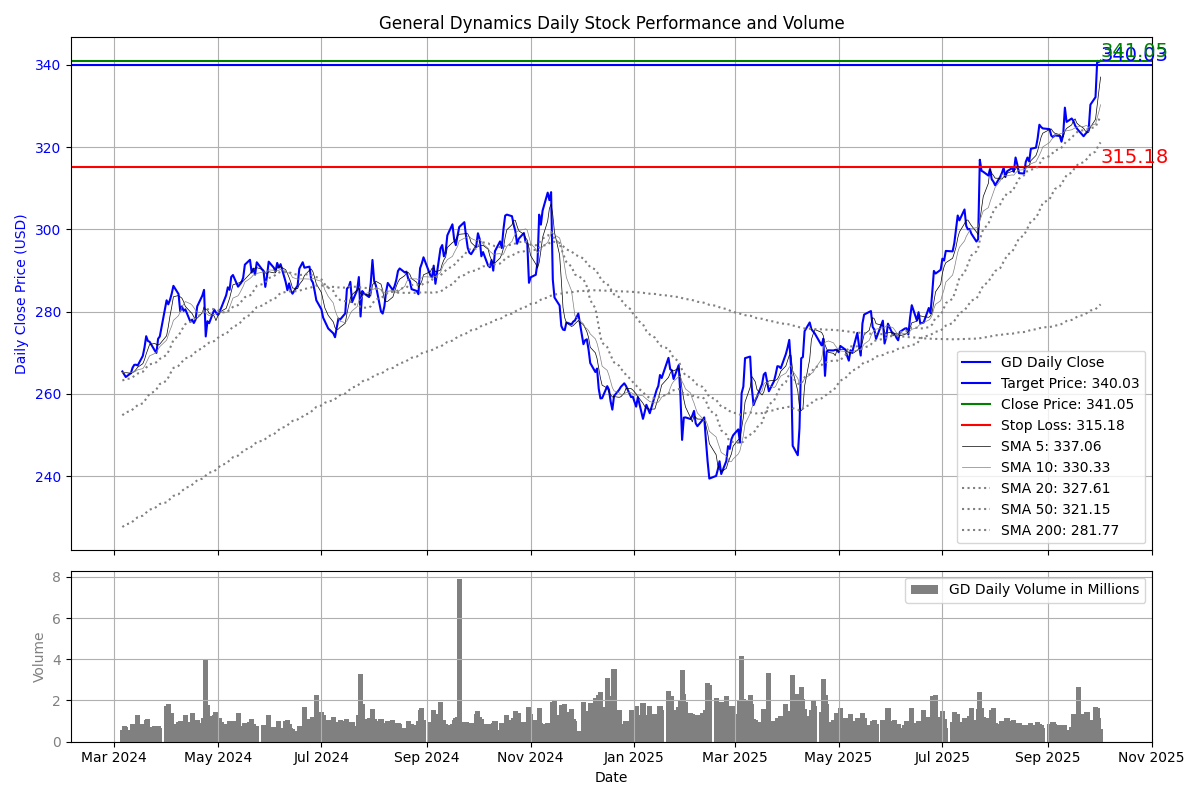 General Dynamics Daily Stock Performance and Volume
341.05
340.03
315.18
Daily Close Price (USD)
340
320
300
280
260
240
GD Daily Close
Target Price: 340.03
Close Price: 341.05
Stop Loss: 315.18
SMA 5: 337.06
SMA 10: 330.33
SMA 20: 327.61
SMA 50: 321.15
SMA 200: 281.77
GD Daily Volume in Millions
Volume
8
6
4
2
0
Mar 2024 May 2024 Jul 2024 Sep 2024 Nov 2024 Jan 2025 Mar 2025 May 2025 Jul 2025 Sep 2025 Nov 2025
Date